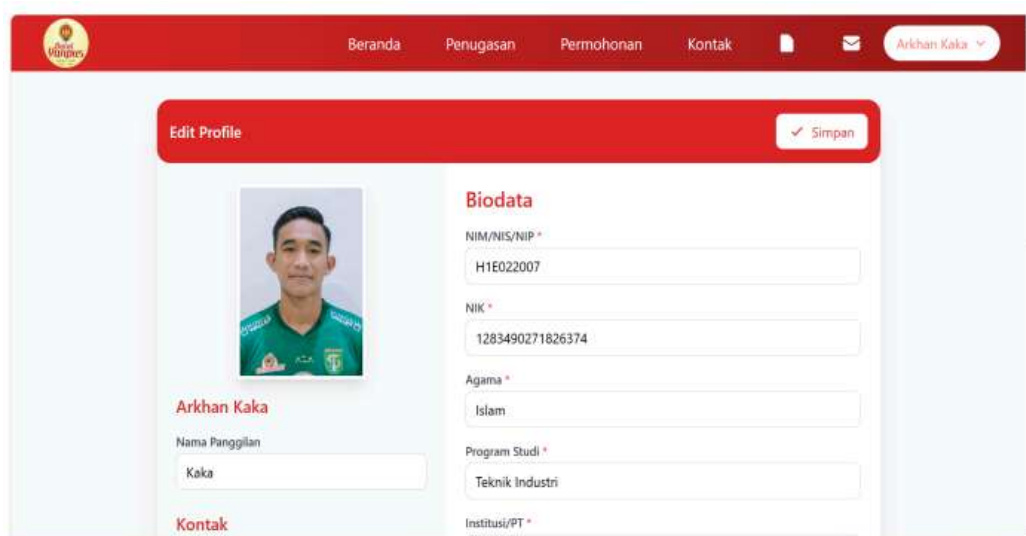 Beranda Penugasan Permohonan Kontak Arkhan Kaka
Edit Profile Simpan
Biodata
NIM/NIS/NIP *
H1E022007
NIK *
1283490271826374
Agama *
Islam
Program Studi *
Teknik Industri
Institusi/PT *
Arkhan Kaka
Nama Panggilan
Kaka
Kontak